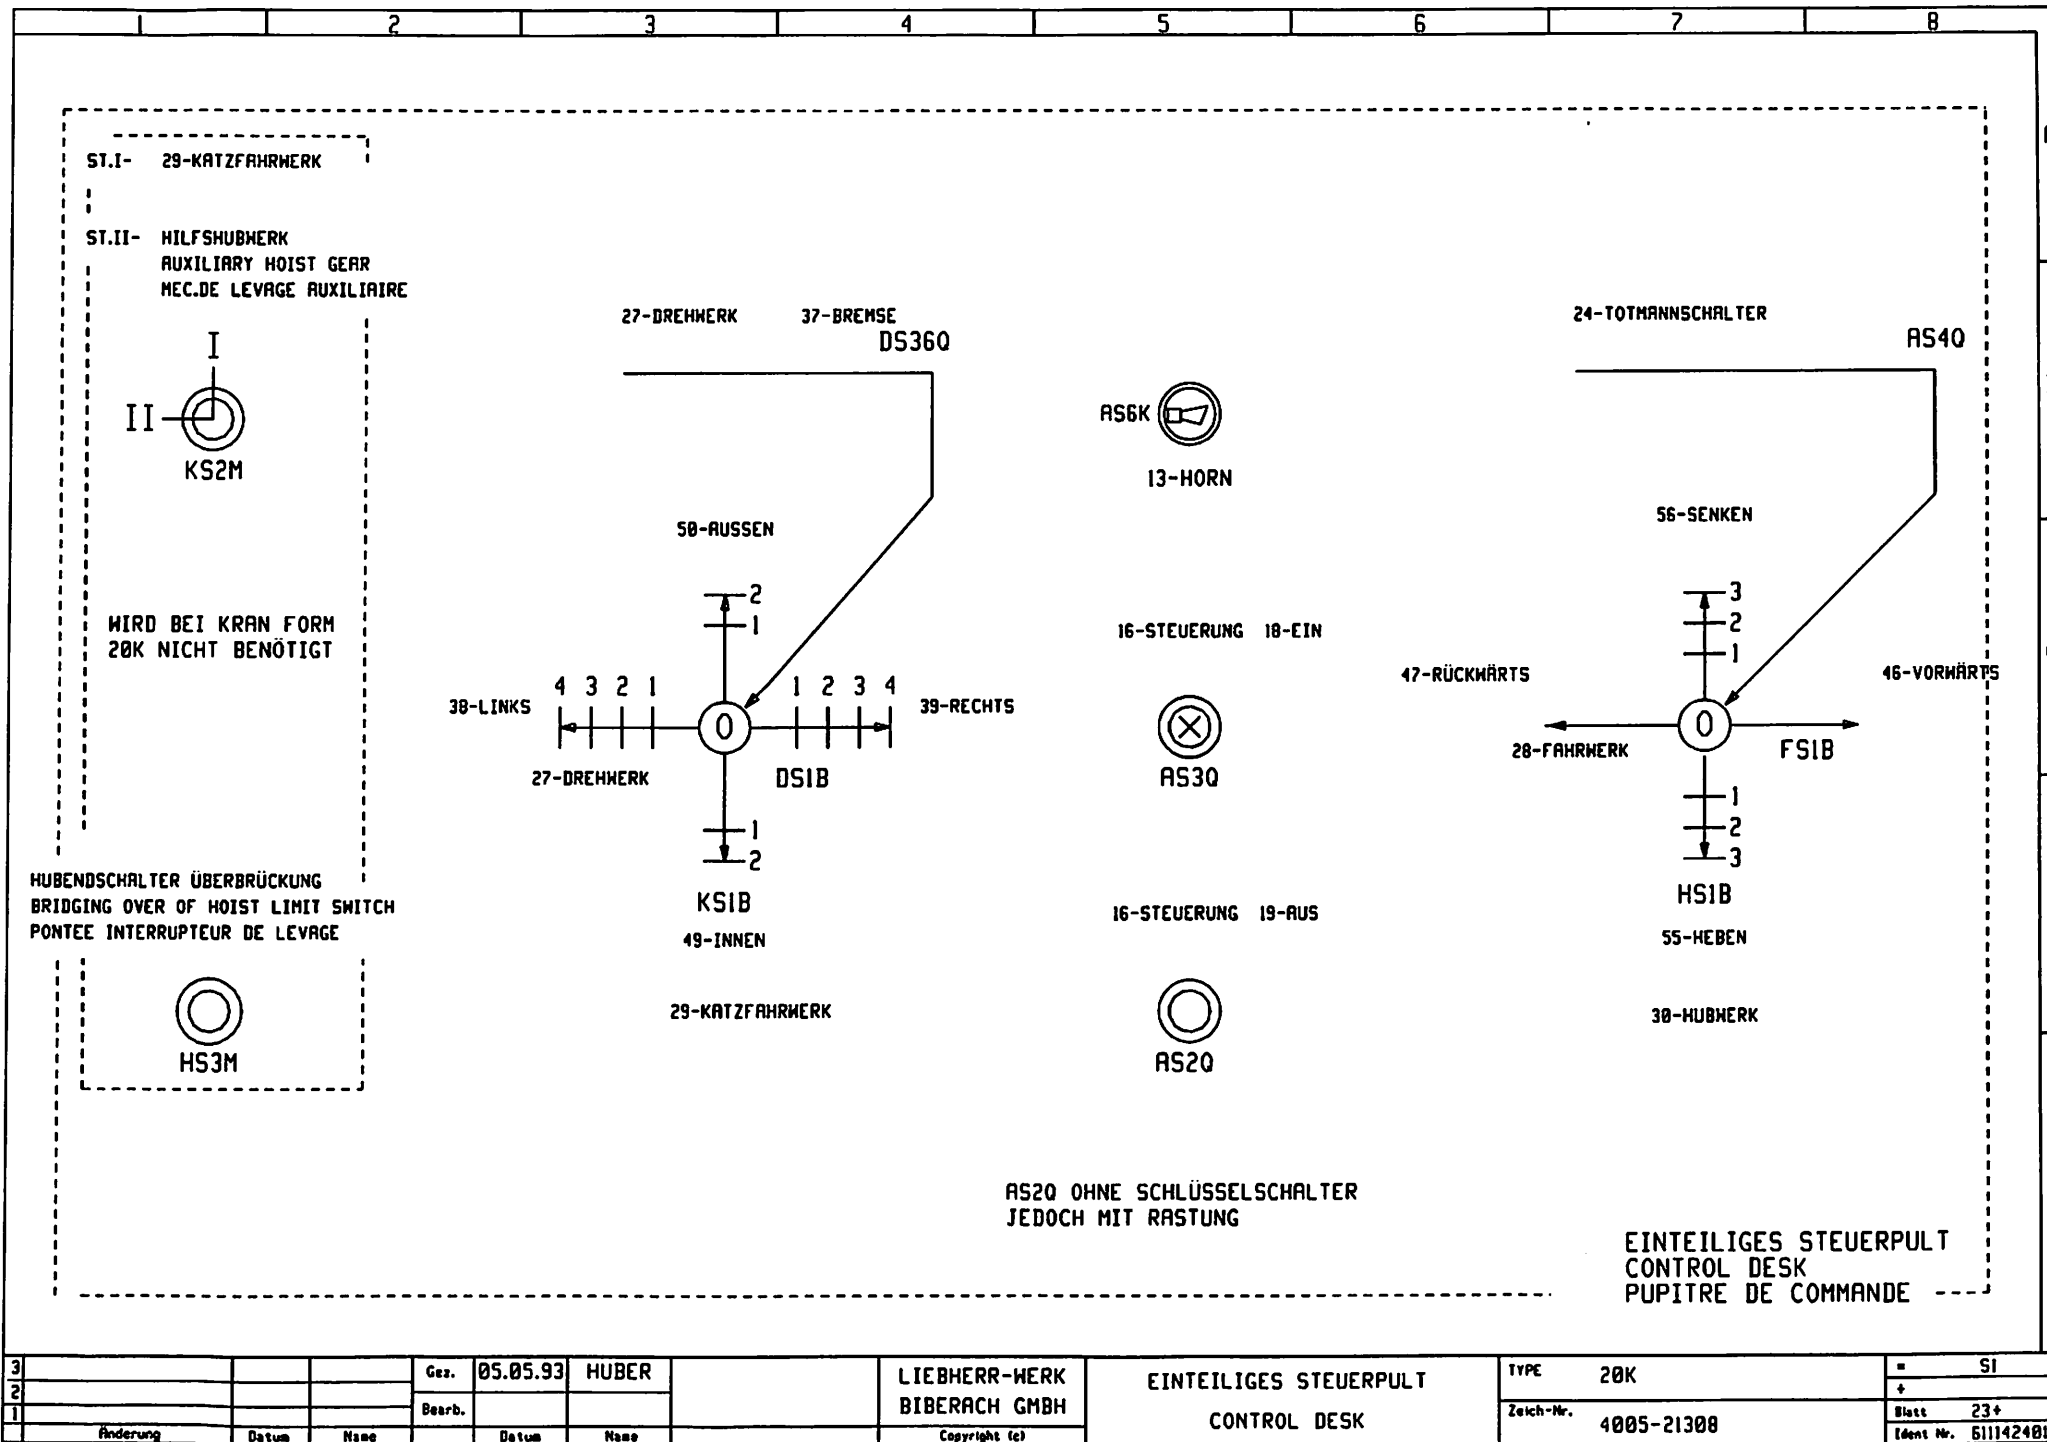 1 2 3 4 5 6 7 8
ST.I- 29-KATZFAHRWERK
ST.II- HILFSHUBWERK
AUXILIARY HOIST GEAR
MEC.DE LEVAGE AUXILIAIRE
I
II
KS2M
WIRD BEI KRAN FORM
20K NICHT BENÖTIGT
HUBENDSCHALTER ÜBERBRÜCKUNG
BRIDGING OVER OF HOIST LIMIT SWITCH
PONTEE INTERRUPTEUR DE LEVAGE
HS3M
27-DREHWERK 37-BREMSE
DS36Q
50-AUSSEN
2
1
38-LINKS 4 3 2 1 0 1 2 3 4 39-RECHTS
27-DREHWERK DS1B
1
2
KS1B
49-INNEN
29-KATZFAHRWERK
AS6K
13-HORN
16-STEUERUNG 18-EIN
AS3Q
16-STEUERUNG 19-AUS
AS2Q
24-TOTMANNSCHALTER
AS4Q
56-SENKEN
3
2
1
47-RÜCKWÄRTS 46-VORWÄRTS
0
28-FAHRWERK FS1B
1
2
3
HS1B
55-HEBEN
30-HUBWERK
AS2Q OHNE SCHLÜSSELSCHALTER
JEDOCH MIT RASTUNG
EINTEILIGES STEUERPULT
CONTROL DESK
PUPITRE DE COMMANDE
3
2
1
Änderung Datum Name
Gez. 05.05.93 HUBER
Bearb.
Datum Name
LIEBHERR-WERK
BIBERACH GMBH
Copyright (c)
EINTEILIGES STEUERPULT
CONTROL DESK
TYPE 20K
Zeich-Nr. 4005-21308
= S1
+
Blatt 23+
Ident Nr. 611142401